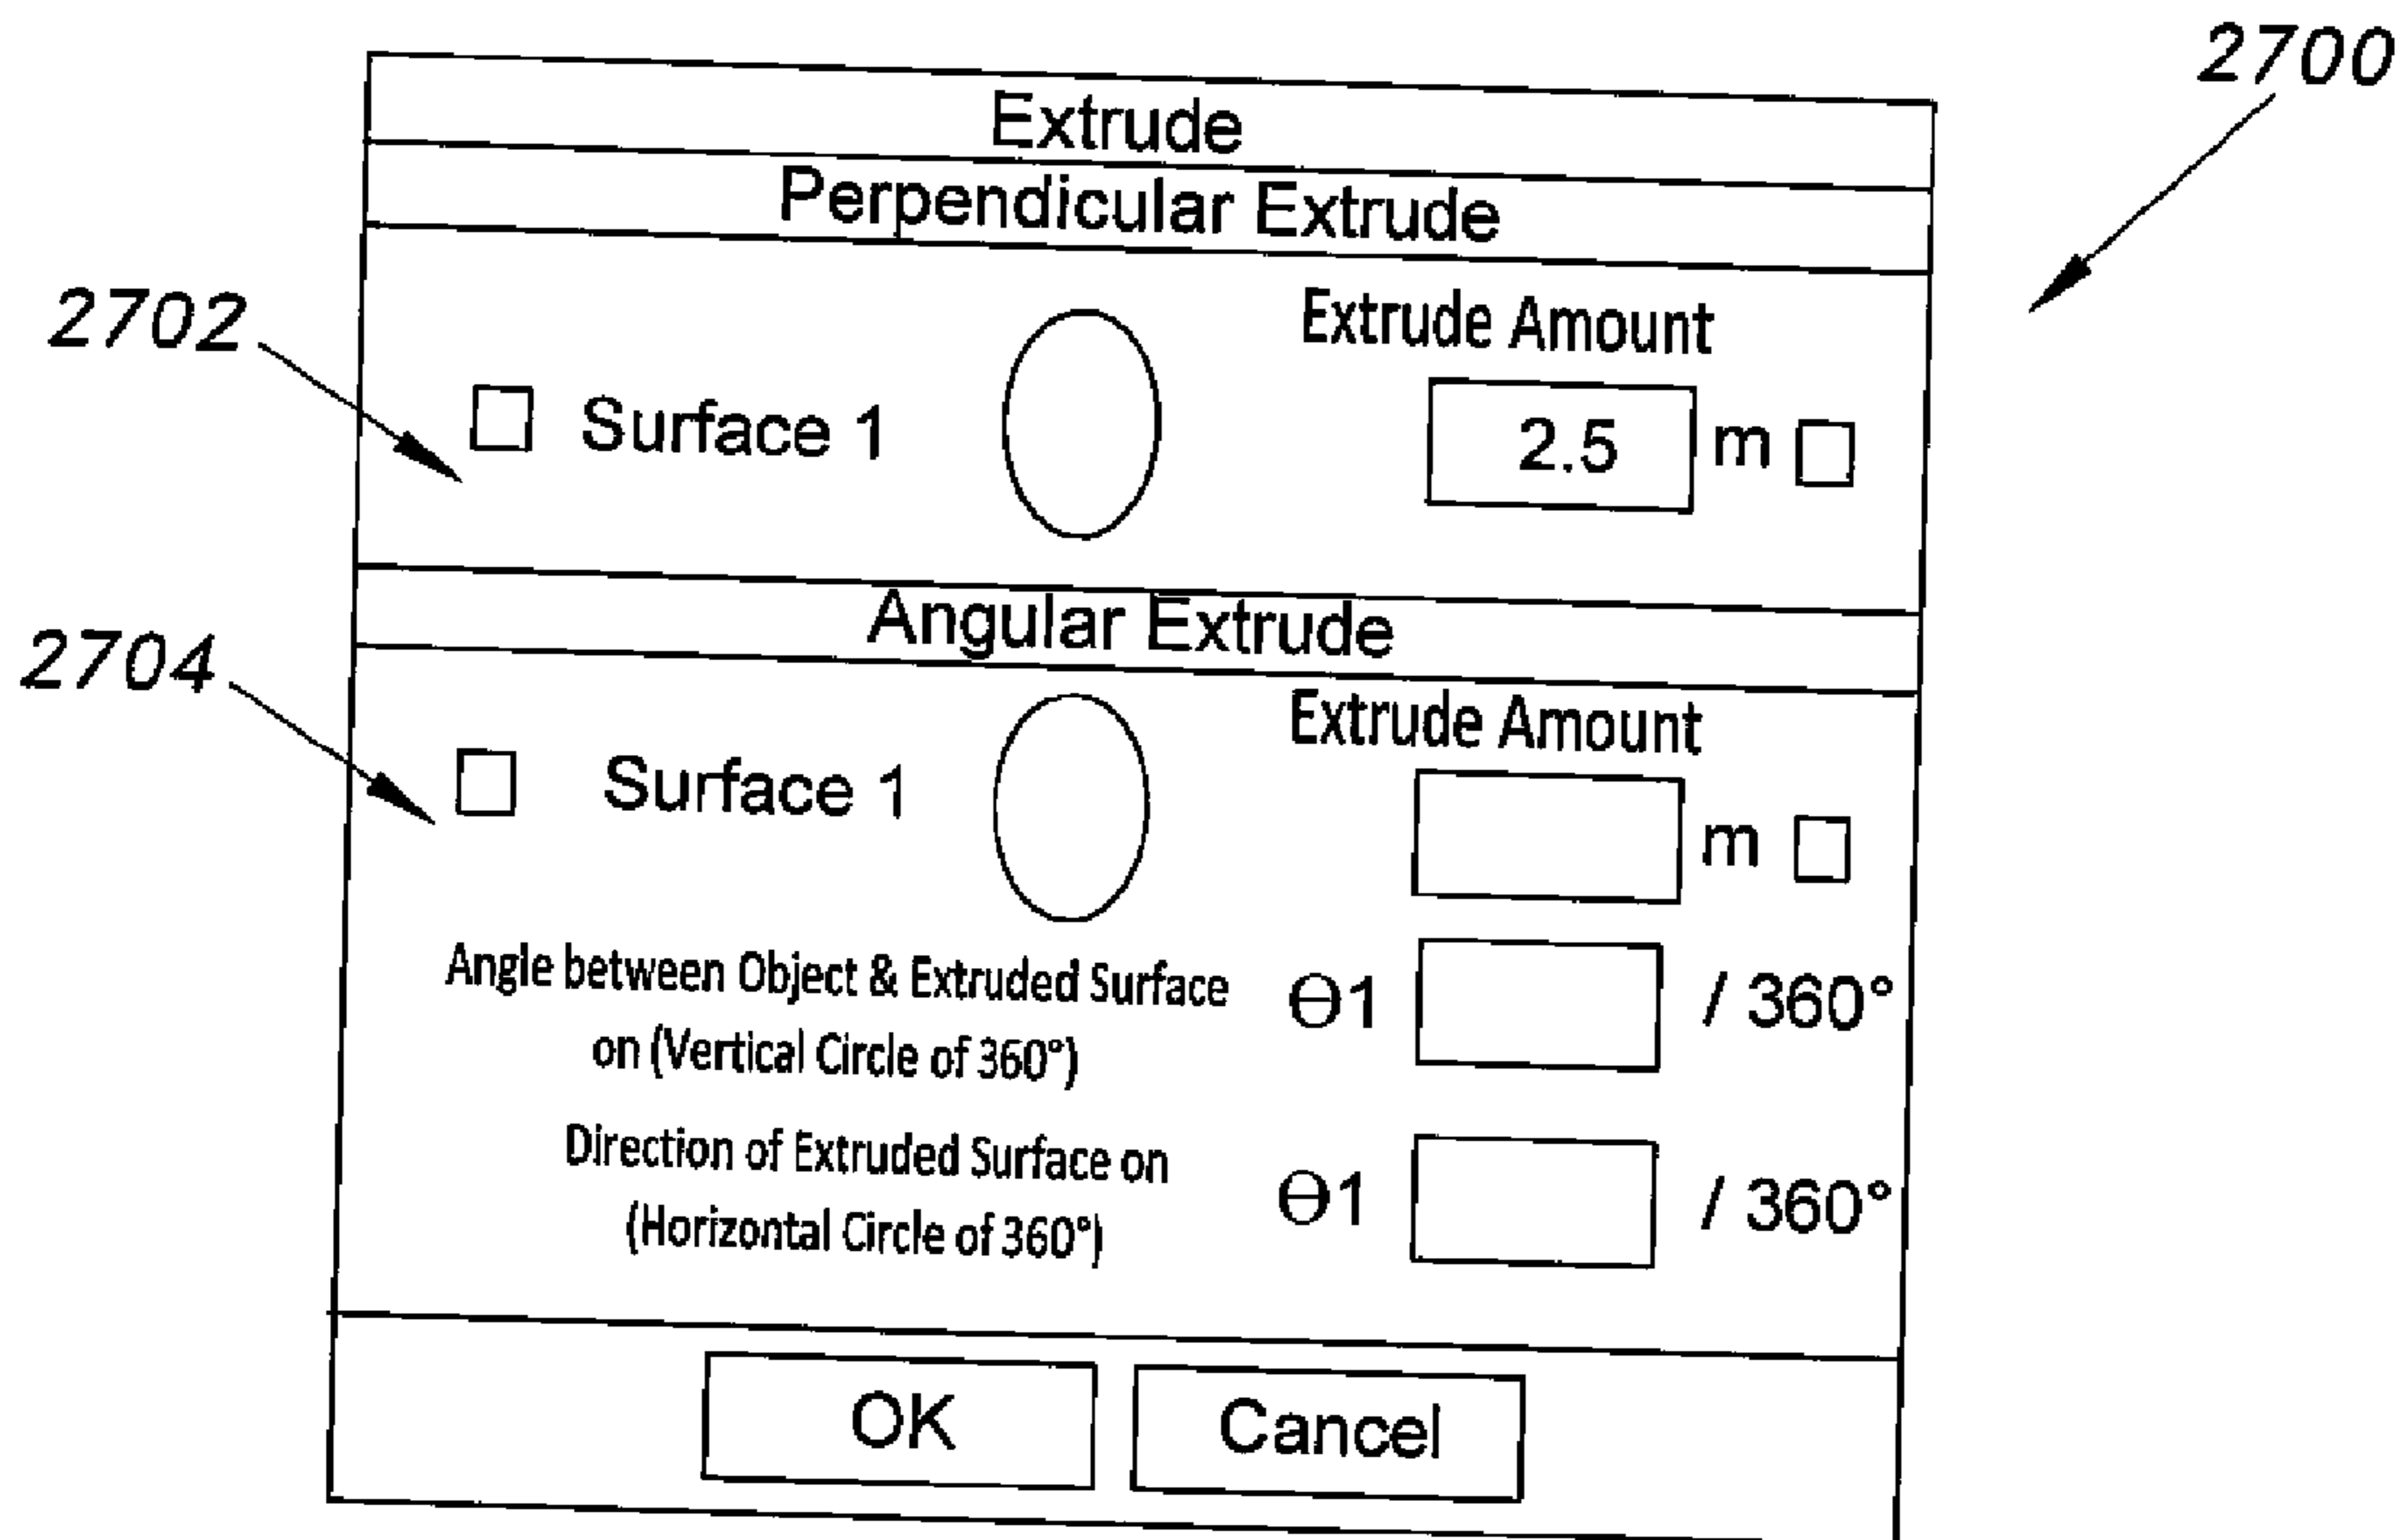 2700
Extrude
Perpendicular Extrude
2702
Extrude Amount
Surface 1
2.5 m
Angular Extrude
2704
Extrude Amount
Surface 1
m
Angle between Object & Extruded Surface
on (Vertical Circle of 360°)
Θ1 / 360°
Direction of Extruded Surface on
(Horizontal Circle of 360°)
Θ1 / 360°
OK Cancel